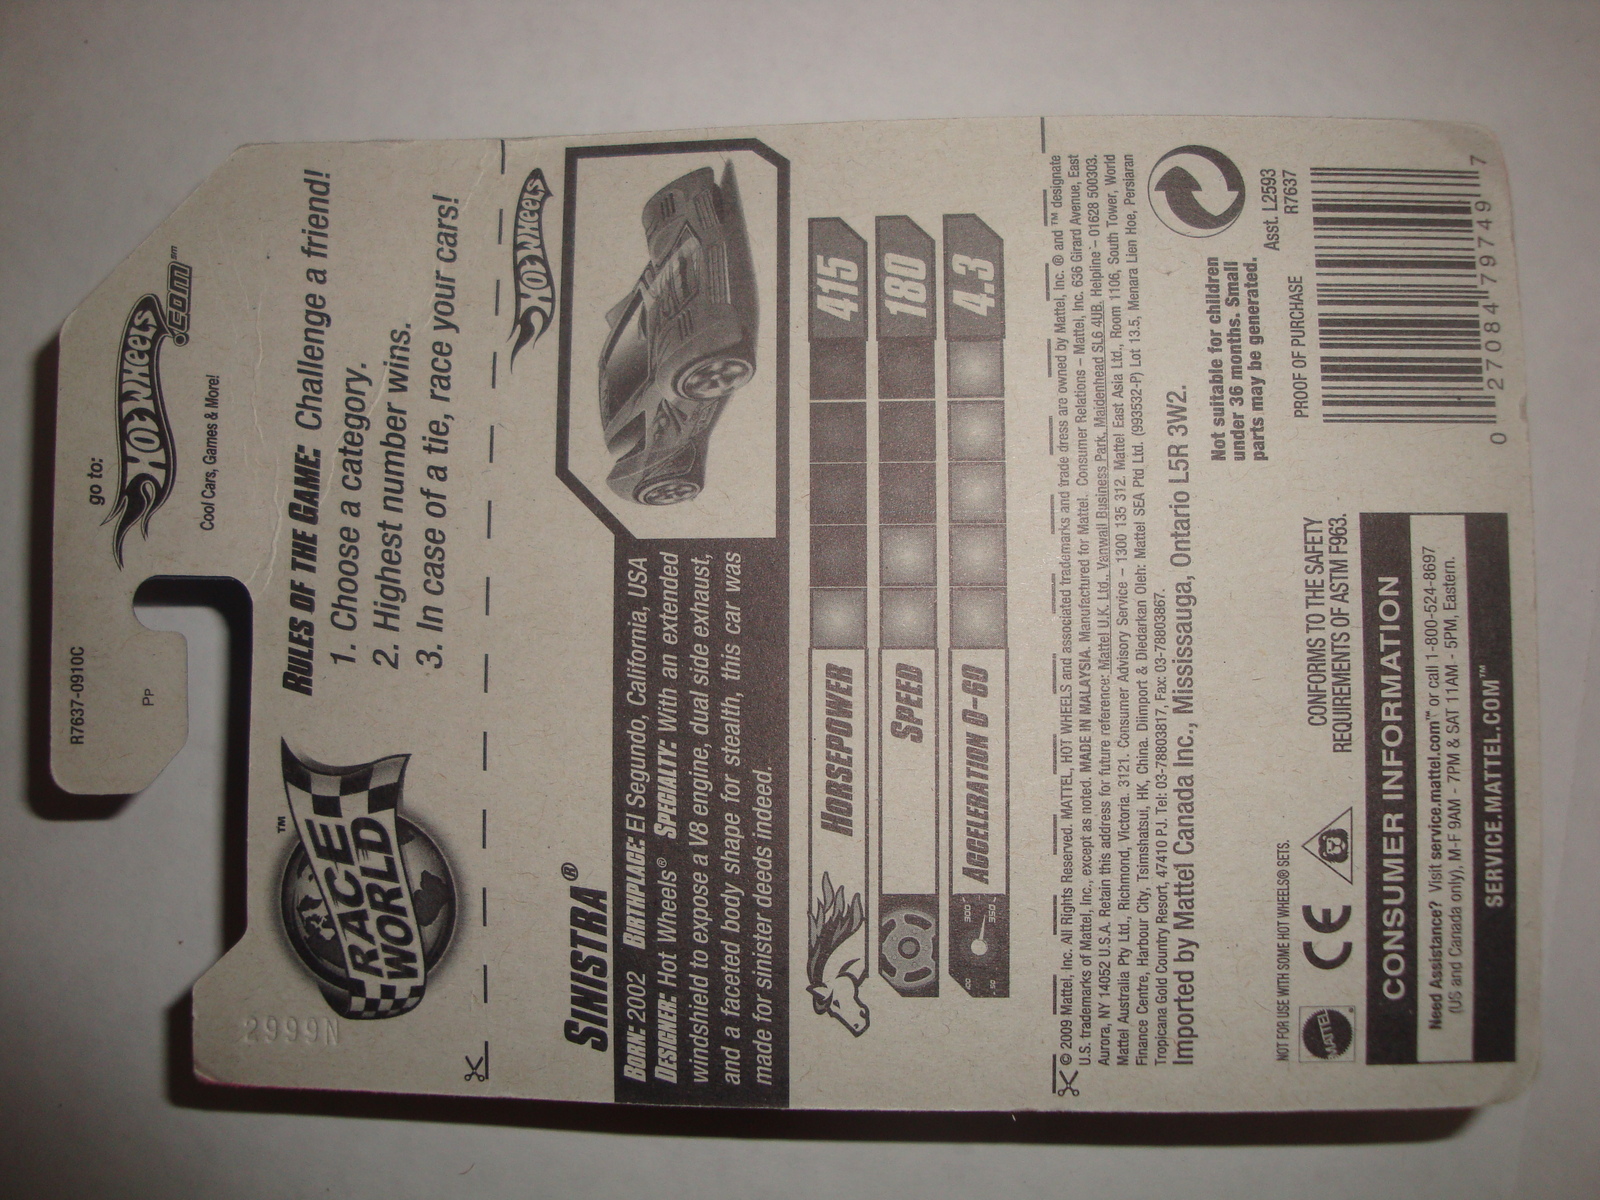 R7637-0910C
PP
go to:
HOT WHEELS
.com℠
Cool Cars, Games & More!
RACE
WORLD™
RULES OF THE GAME: Challenge a friend!
1. Choose a category.
2. Highest number wins.
3. In case of a tie, race your cars!
2999N
HOT WHEELS
SINISTRA®
BORN: 2002 BIRTHPLACE: El Segundo, California, USA
DESIGNER: Hot Wheels® SPECIALTY: With an extended
windshield to expose a V8 engine, dual side exhaust,
and a faceted body shape for stealth, this car was
made for sinister deeds indeed.
HORSEPOWER 415
SPEED 180
ACCELERATION 0-60 4.3
© 2009 Mattel, Inc. All Rights Reserved. MATTEL, HOT WHEELS and associated trademarks and trade dress are owned by Mattel, Inc. ® and ™ designate
U.S. trademarks of Mattel, Inc., except as noted. MADE IN MALAYSIA. Manufactured for Mattel. Consumer Relations – Mattel, Inc. 636 Girard Avenue, East
Aurora, NY 14052 U.S.A. Retain this address for future reference: Mattel U.K. Ltd., Vanwall Business Park, Maidenhead SL6 4UB. Helpline – 01628 500303.
Mattel Australia Pty Ltd., Richmond, Victoria. 3121. Consumer Advisory Service – 1300 135 312. Mattel East Asia Ltd., Room 1106, South Tower, World
Finance Centre, Harbour City, Tsimshatsui, HK, China. Diimport & Diedarkan Oleh: Mattel SEA Ptd Ltd. (993532-P) Lot 13.5, Menara Lien Hoe, Persiaran
Tropicana Gold Country Resort, 47410 PJ. Tel: 03-78803817, Fax: 03-78803867.
Imported by Mattel Canada Inc., Mississauga, Ontario L5R 3W2.
Not suitable for children
under 36 months. Small
parts may be generated.
Asst. L2593
R7637
PROOF OF PURCHASE
0 27084 79749 7
NOT FOR USE WITH SOME HOT WHEELS® SETS.
MATTEL
CE
CONFORMS TO THE SAFETY
REQUIREMENTS OF ASTM F963.
CONSUMER INFORMATION
Need Assistance? Visit service.mattel.com™ or call 1-800-524-8697
(US and Canada only), M-F 9AM - 7PM & SAT 11AM - 5PM, Eastern.
SERVICE.MATTEL.COM™